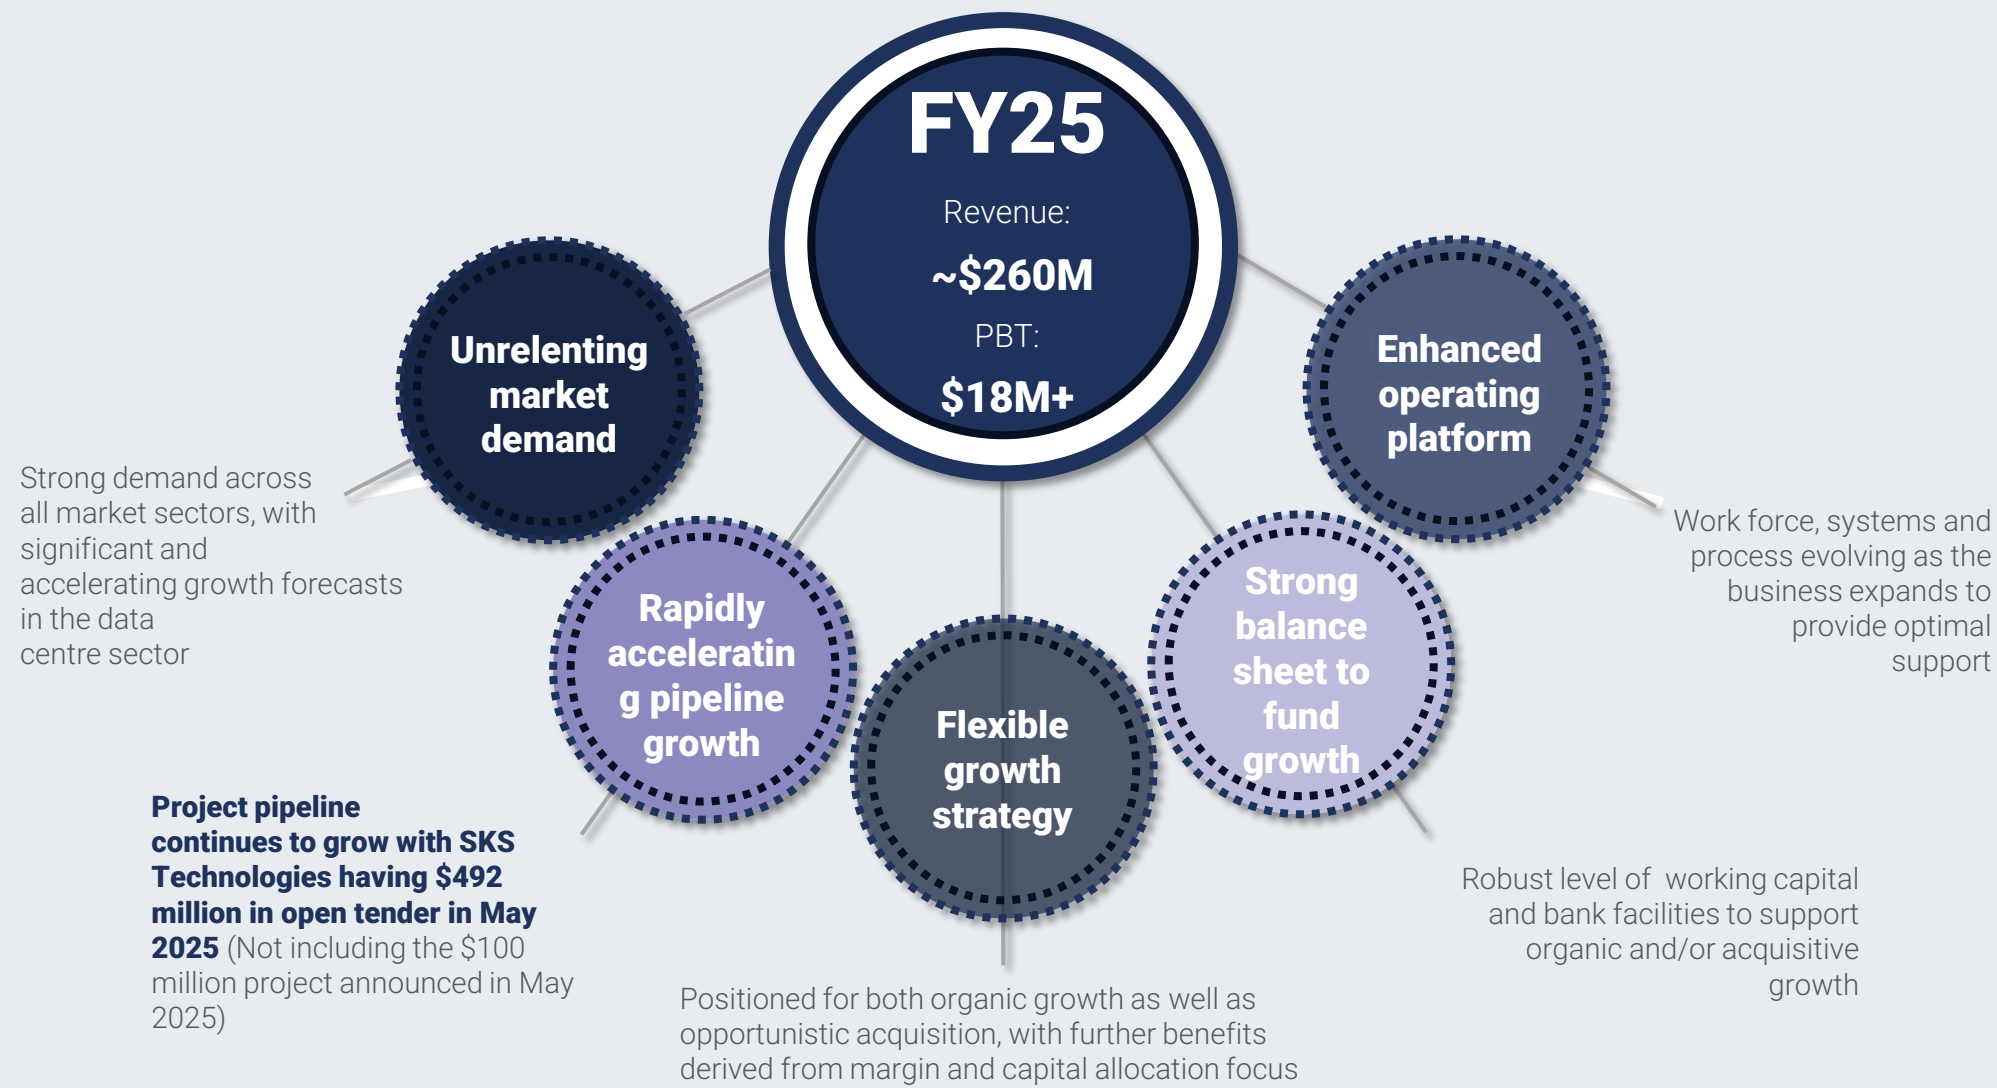 FY25
Revenue:
~$260M
PBT:
$18M+
Unrelenting
market
demand
Strong demand across
all market sectors, with
significant and
accelerating growth forecasts
in the data
centre sector
Rapidly
acceleratin
g pipeline
growth
Project pipeline
continues to grow with SKS
Technologies having $492
million in open tender in May
2025 (Not including the $100
million project announced in May
2025)
Flexible
growth
strategy
Positioned for both organic growth as well as
opportunistic acquisition, with further benefits
derived from margin and capital allocation focus
Strong
balance
sheet to
fund
growth
Robust level of  working capital
and bank facilities to support
organic and/or acquisitive
growth
Enhanced
operating
platform
Work force, systems and
process evolving as the
business expands to
provide optimal
support